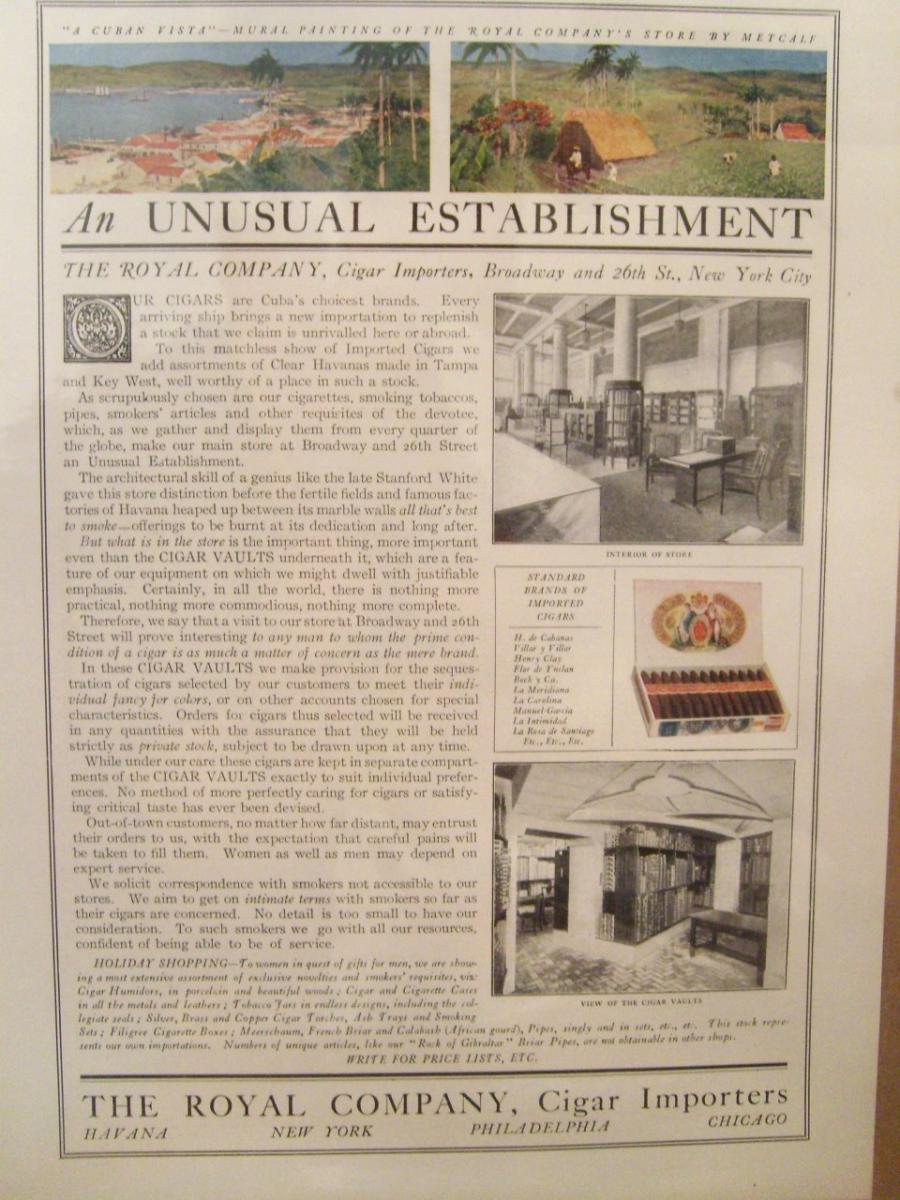 "A CUBAN VISTA"—MURAL PAINTING OF THE ROYAL COMPANY'S STORE BY METCALF
An UNUSUAL ESTABLISHMENT
THE ROYAL COMPANY, Cigar Importers, Broadway and 26th St., New York City
OUR CIGARS are Cuba's choicest brands. Every
arriving ship brings a new importation to replenish
a stock that we claim is unrivalled here or abroad.
To this matchless show of Imported Cigars we
add assortments of Clear Havanas made in Tampa
and Key West, well worthy of a place in such a stock.
As scrupulously chosen are our cigarettes, smoking tobaccos,
pipes, smokers' articles and other requisites of the devotee,
which, as we gather and display them from every quarter of
the globe, make our main store at Broadway and 26th Street
an Unusual Establishment.
The architectural skill of a genius like the late Stanford White
gave this store distinction before the fertile fields and famous fac-
tories of Havana heaped up between its marble walls all that's best
to smoke—offerings to be burnt at its dedication and long after.
But what is in the store is the important thing, more important
even than the CIGAR VAULTS underneath it, which are a fea-
ture of our equipment on which we might dwell with justifiable
emphasis. Certainly, in all the world, there is nothing more
practical, nothing more commodious, nothing more complete.
Therefore, we say that a visit to our store at Broadway and 26th
Street will prove interesting to any man to whom the prime con-
dition of a cigar is as much a matter of concern as the mere brand.
In these CIGAR VAULTS we make provision for the seques-
tration of cigars selected by our customers to meet their indi-
vidual fancy for colors, or on other accounts chosen for special
characteristics. Orders for cigars thus selected will be received
in any quantities with the assurance that they will be held
strictly as private stock, subject to be drawn upon at any time.
While under our care these cigars are kept in separate compart-
ments of the CIGAR VAULTS exactly to suit individual prefer-
ences. No method of more perfectly caring for cigars or satisfy-
ing critical taste has ever been devised.
Out-of-town customers, no matter how far distant, may entrust
their orders to us, with the expectation that careful pains will
be taken to fill them. Women as well as men may depend on
expert service.
We solicit correspondence with smokers not accessible to our
stores. We aim to get on intimate terms with smokers so far as
their cigars are concerned. No detail is too small to have our
consideration. To such smokers we go with all our resources,
confident of being able to be of service.
INTERIOR OF STORE
STANDARD
BRANDS OF
IMPORTED
CIGARS
H. de Cabanas
Villar y Villar
Henry Clay
Flor de Ynclan
Bock y Ca.
La Meridiana
La Carolina
Manuel Garcia
La Intimidad
La Rosa de Santiago
Etc., Etc., Etc.
VIEW OF THE CIGAR VAULTS
HOLIDAY SHOPPING—To women in quest of gifts for men, we are show-
ing a most extensive assortment of exclusive novelties and smokers' requisites, viz:
Cigar Humidors, in porcelain and beautiful woods; Cigar and Cigarette Cases
in all the metals and leathers; Tobacco Jars in endless designs, including the col-
legiate seals; Silver, Brass and Copper Cigar Torches, Ash Trays and Smoking
Sets; Filigree Cigarette Boxes; Meerschaum, French Briar and Calabash (African gourd), Pipes, singly and in sets, etc., etc. This stock repre-
sents our own importations. Numbers of unique articles, like our "Rock of Gibraltar" Briar Pipes, are not obtainable in other shops.
WRITE FOR PRICE LISTS, ETC.
THE ROYAL COMPANY, Cigar Importers
HAVANA NEW YORK PHILADELPHIA CHICAGO